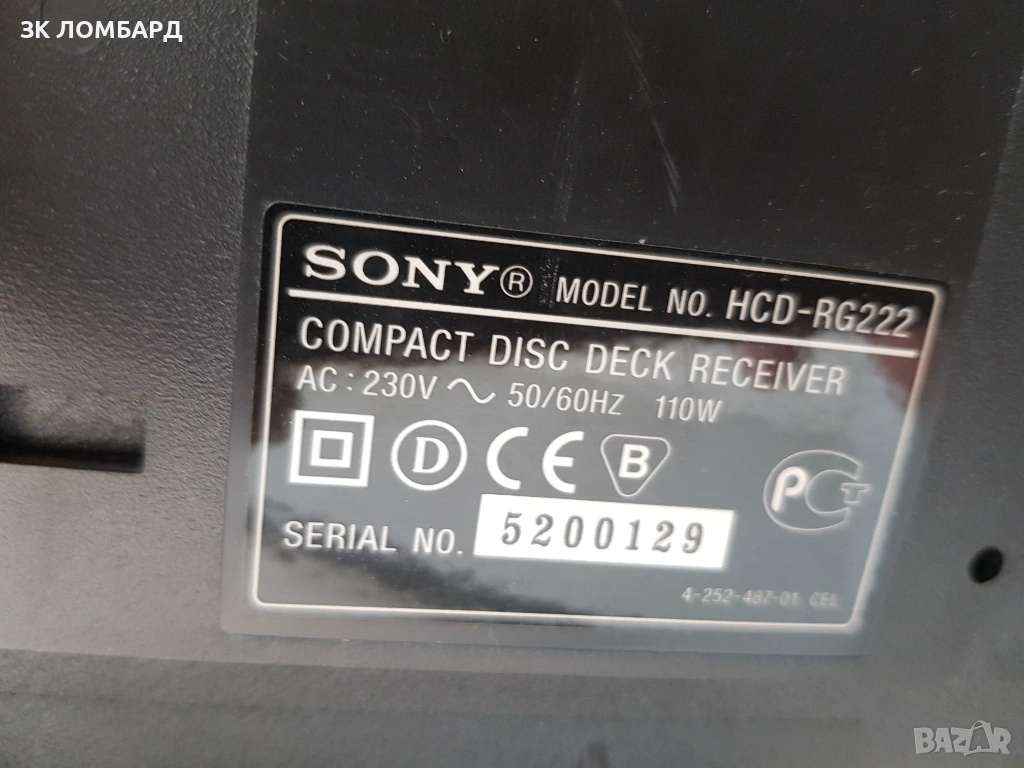 ЗК ЛОМБАРД
SONY® MODEL NO. HCD-RG222
COMPACT DISC DECK RECEIVER
AC : 230V ~ 50/60HZ 110W
D CE B PCT
SERIAL NO. 5200129
4-252-487-01 CEL
BAZAR